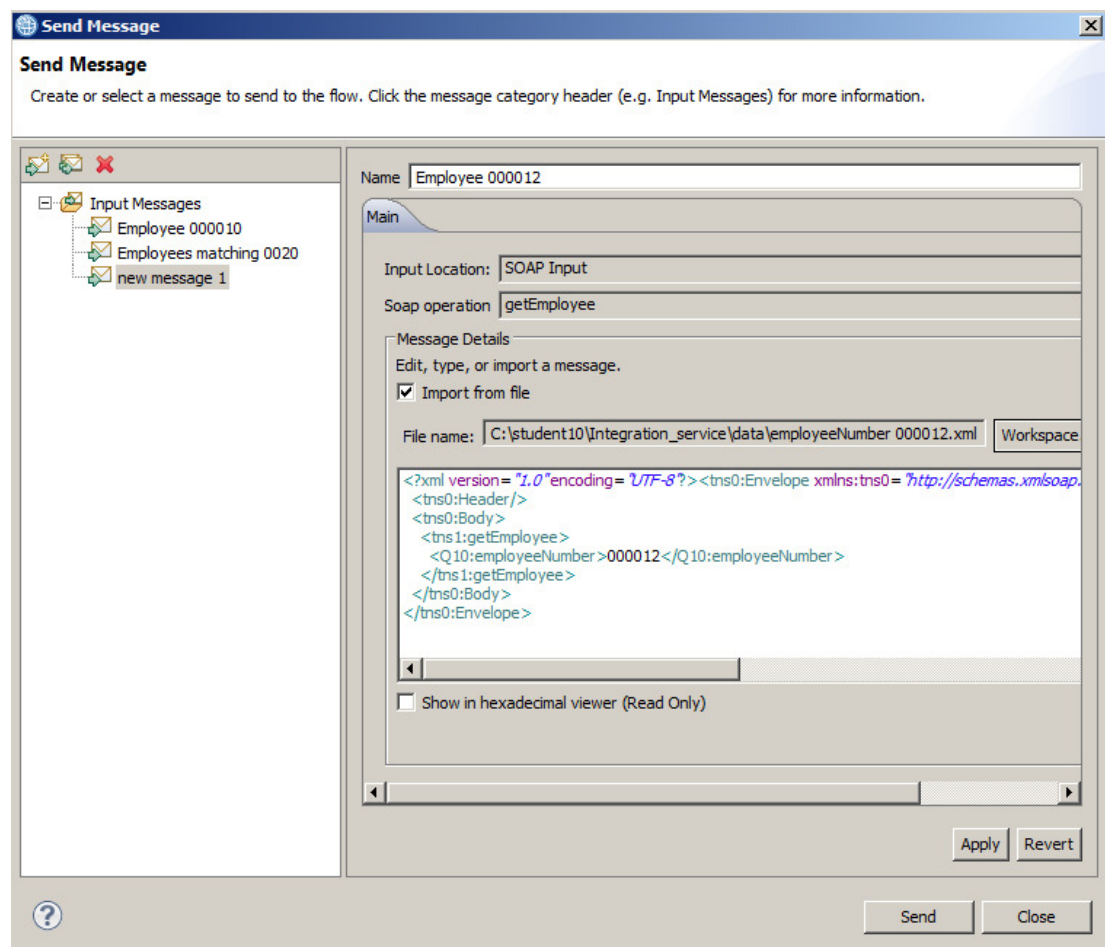 Send Message
Send Message
Create or select a message to send to the flow. Click the message category header (e.g. Input Messages) for more information.
Input Messages
Employee 000010
Employees matching 0020
new message 1
Name Employee 000012
Main
Input Location: SOAP Input
Soap operation getEmployee
Message Details
Edit, type, or import a message.
Import from file
File name: C:\student10\Integration_service\data\employeeNumber 000012.xml Workspace
<?xml version="1.0"encoding="UTF-8"?><tns0:Envelope xmlns:tns0="http://schemas.xmlsoap.
<tns0:Header/>
<tns0:Body>
<tns1:getEmployee>
<Q10:employeeNumber>000012</Q10:employeeNumber>
</tns1:getEmployee>
</tns0:Body>
</tns0:Envelope>
Show in hexadecimal viewer (Read Only)
Apply Revert
Send Close